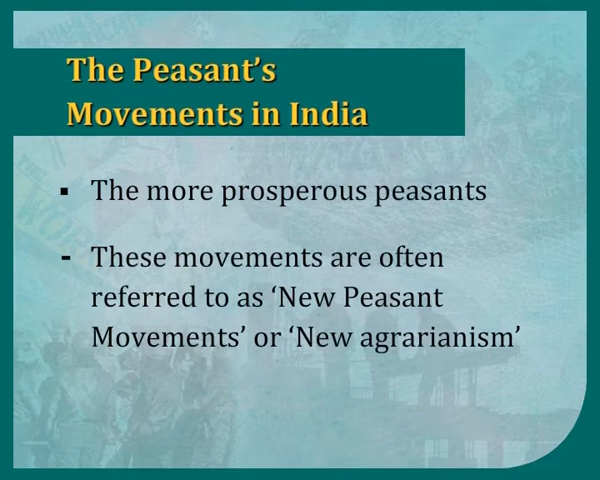 The Peasant’s
Movements in India
▪ The more prosperous peasants
- These movements are often
referred to as ‘New Peasant
Movements’ or ‘New agrarianism’